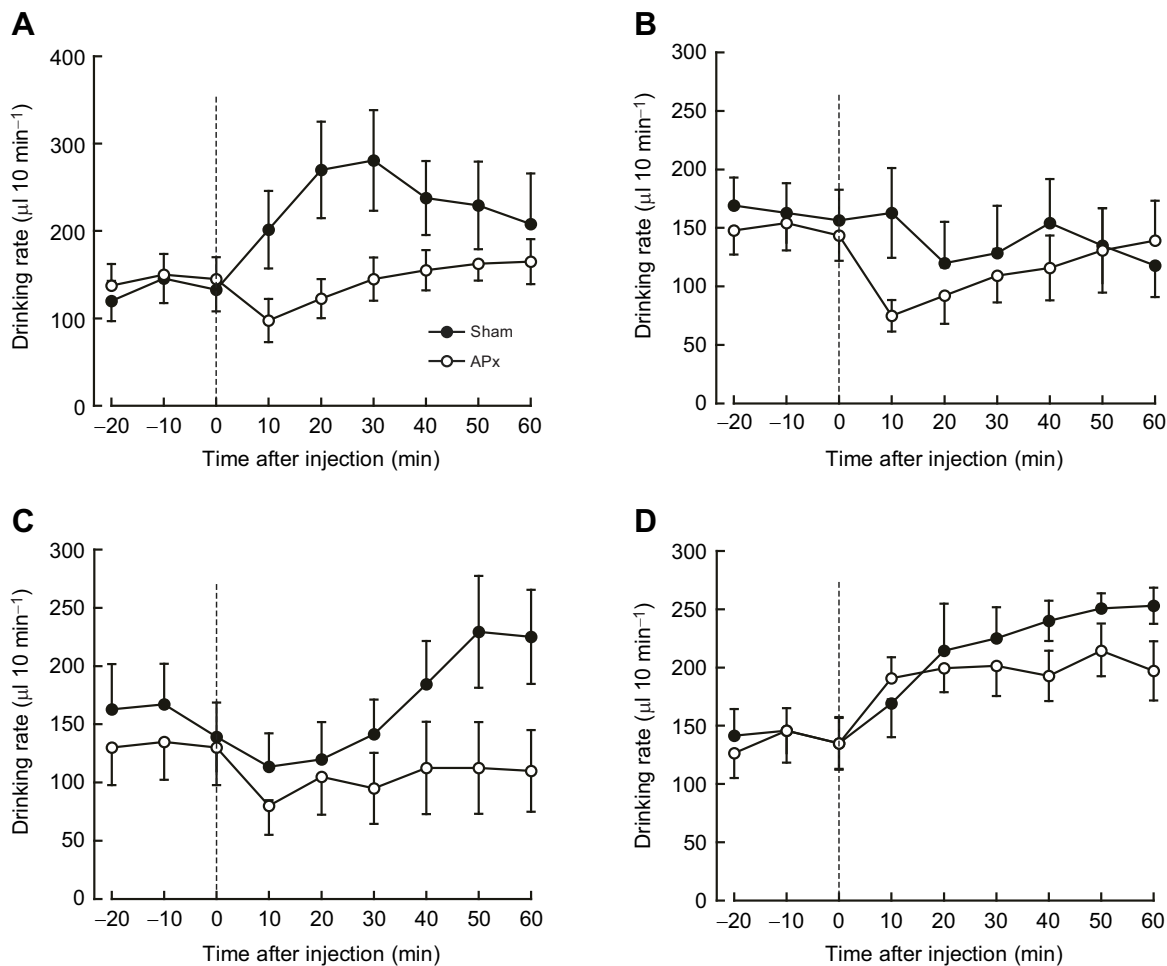 A
400
300
200
100
0
Drinking rate (μl 10 min−1)
Sham
APx
−20 −10 0 10 20 30 40 50 60
Time after injection (min)
B
300
250
200
150
100
50
0
Drinking rate (μl 10 min−1)
−20 −10 0 10 20 30 40 50 60
Time after injection (min)
C
300
250
200
150
100
50
0
Drinking rate (μl 10 min−1)
−20 −10 0 10 20 30 40 50 60
Time after injection (min)
D
300
250
200
150
100
50
0
Drinking rate (μl 10 min−1)
−20 −10 0 10 20 30 40 50 60
Time after injection (min)